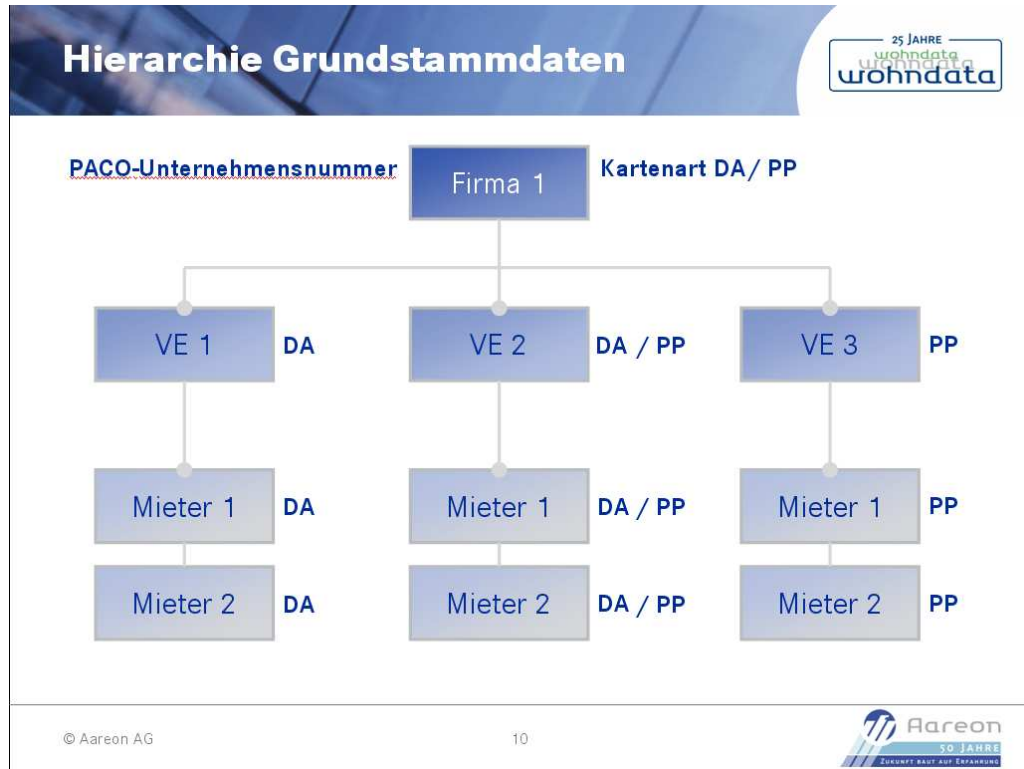 Hierarchie Grundstammdaten
25 JAHRE
wohndata
wohndata
PACO-Unternehmensnummer
Firma 1
Kartenart DA/ PP
VE 1
DA
VE 2
DA / PP
VE 3
PP
Mieter 1
DA
Mieter 1
DA / PP
Mieter 1
PP
Mieter 2
DA
Mieter 2
DA / PP
Mieter 2
PP
© Aareon AG
10
Aareon
50 JAHRE
ZUKUNFT BAUT AUF ERFAHRUNG